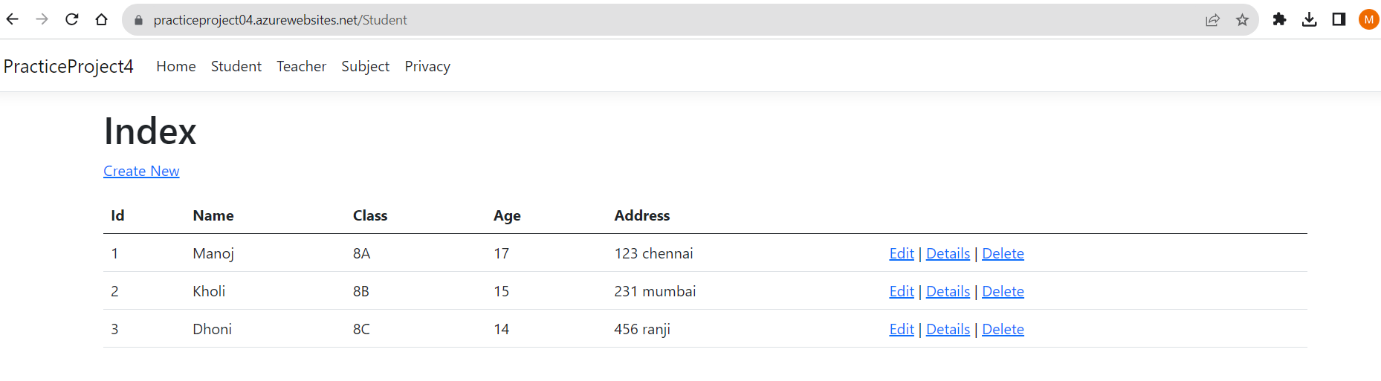 practiceproject04.azurewebsites.net/Student
M
PracticeProject4 Home Student Teacher Subject Privacy
Index
Create New
Id Name Class Age Address
1 Manoj 8A 17 123 chennai Edit | Details | Delete
2 Kholi 8B 15 231 mumbai Edit | Details | Delete
3 Dhoni 8C 14 456 ranji Edit | Details | Delete